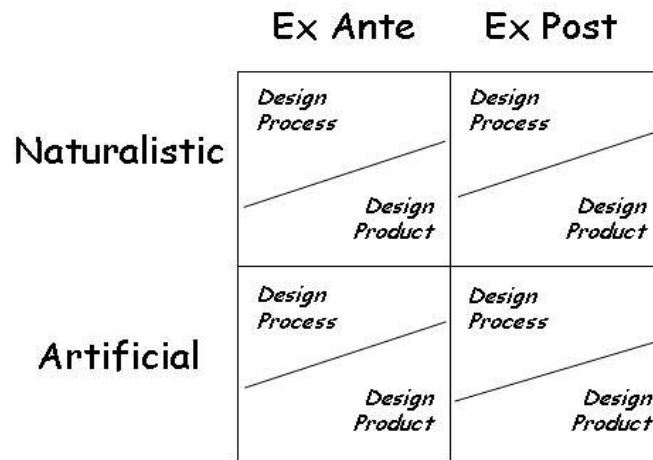 Ex Ante Ex Post
Naturalistic
Design
Process
Design
Product
Design
Process
Design
Product
Artificial
Design
Process
Design
Product
Design
Process
Design
Product